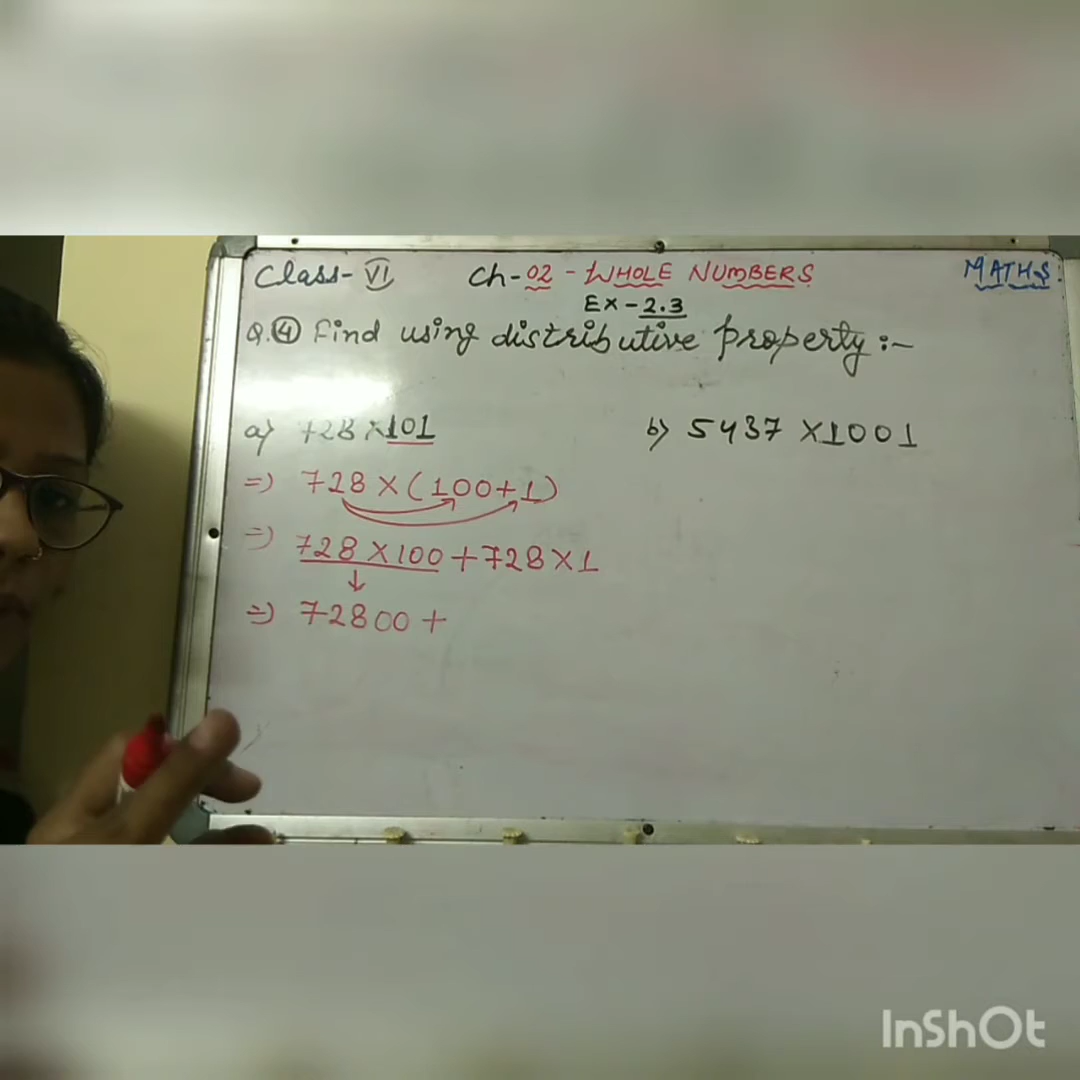 Class-VI Ch-02-WHOLE NUMBERS MATHS.
Ex-2.3
Q.④ Find using distributive property:-
a) 728×101 b) 5437×1001
⇒) 728×(100+1)
⇒) 728×100+728×1
↓
⇒) 72800+
InShOt